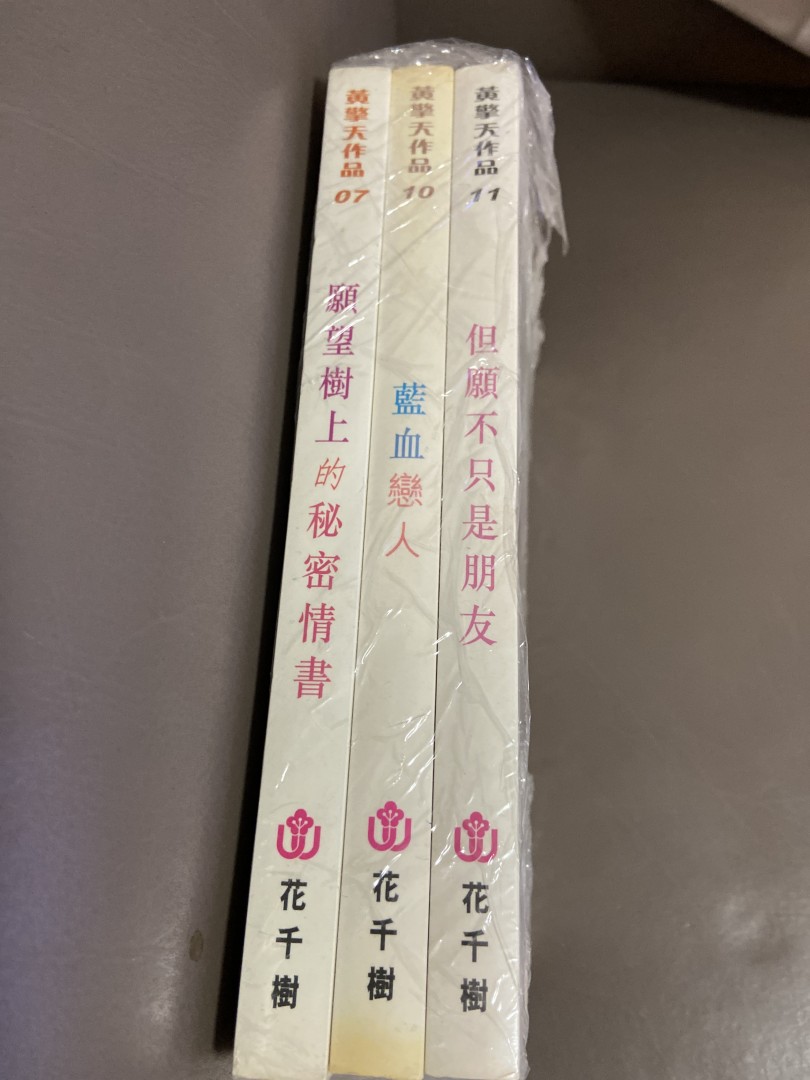 黃擎天作品 07
願望樹上的秘密情書
花千樹
黃擎天作品 10
藍血戀人
花千樹
黃擎天作品 11
但願不只是朋友
花千樹